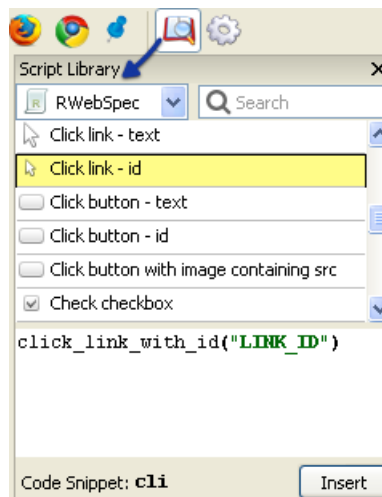 Script Library
RWebSpec
Search
Click link - text
Click link - id
Click button - text
Click button - id
Click button with image containing src
Check checkbox
click_link_with_id("LINK_ID")
Code Snippet: cli
Insert